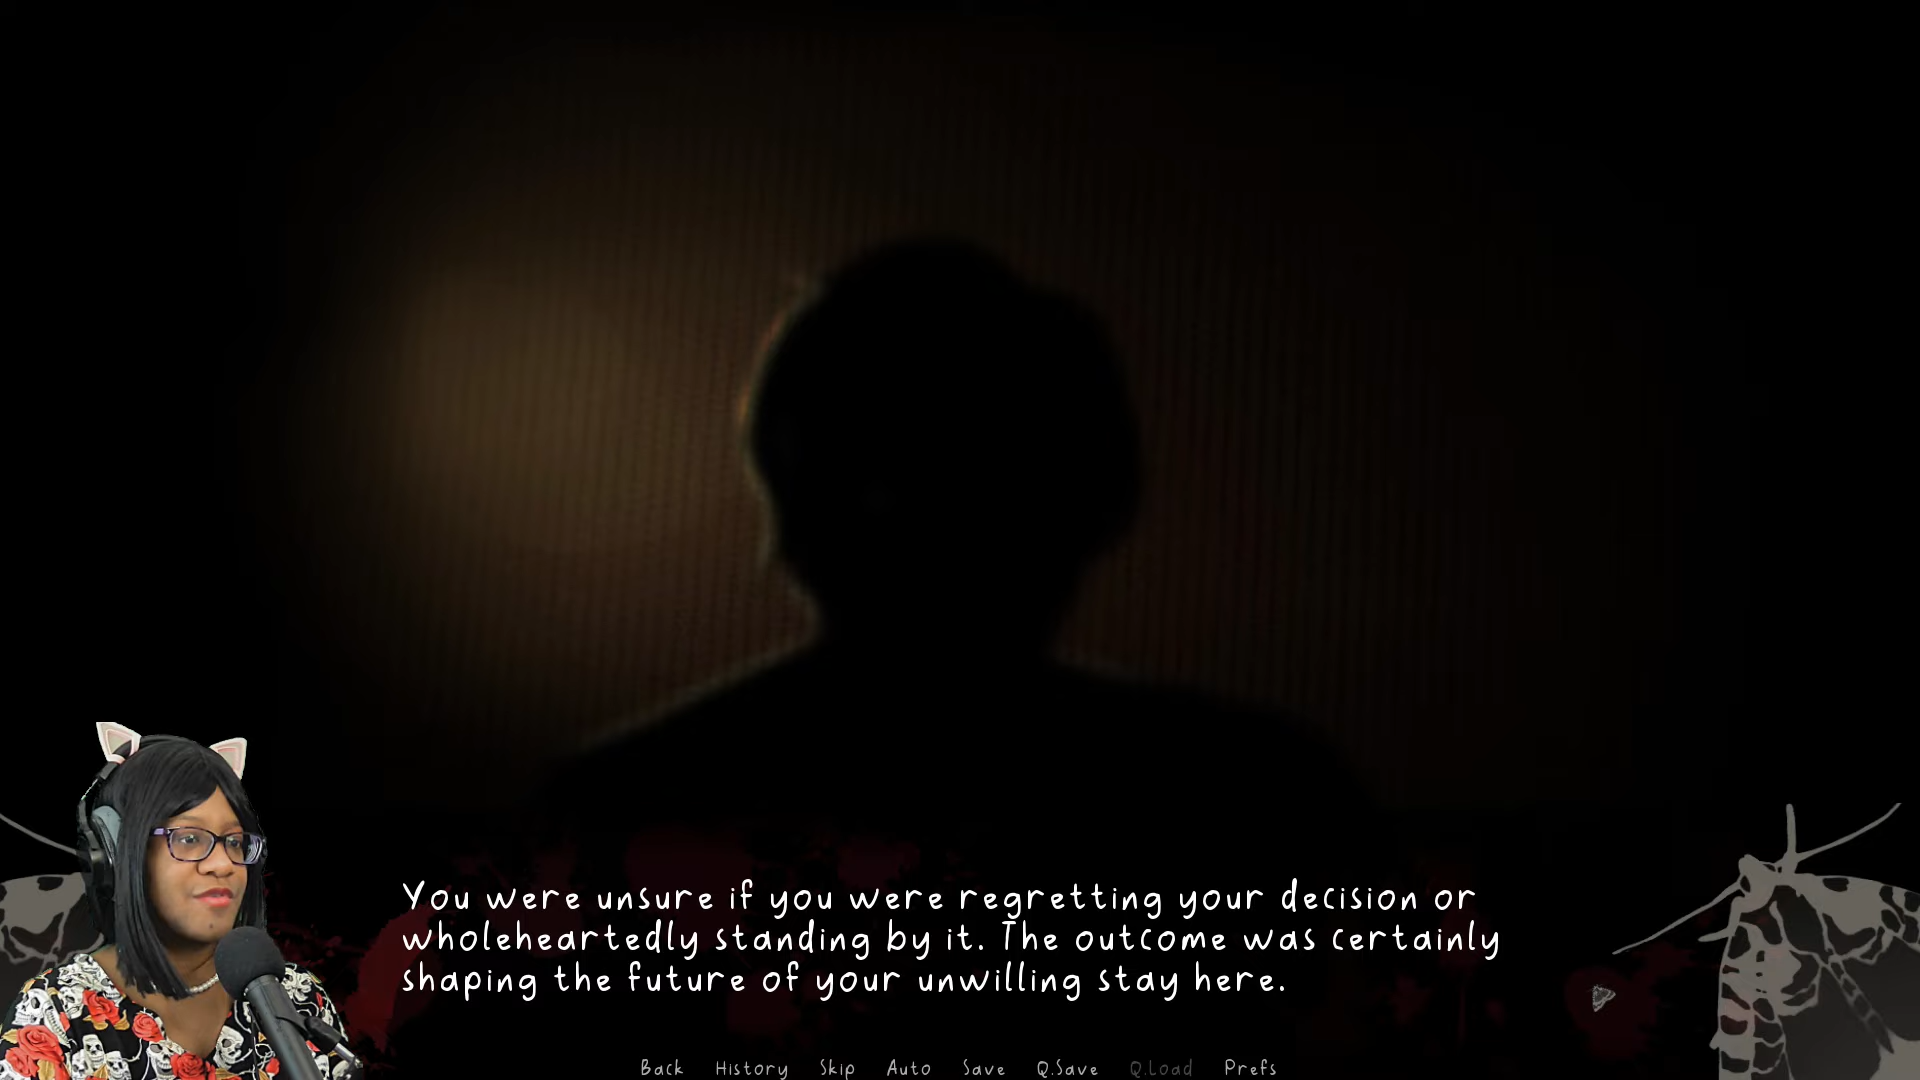 You were unsure if you were regretting your decision or
wholeheartedly standing by it. The outcome was certainly
shaping the future of your unwilling stay here.
Back History Skip Auto Save Q.Save Q.Load Prefs